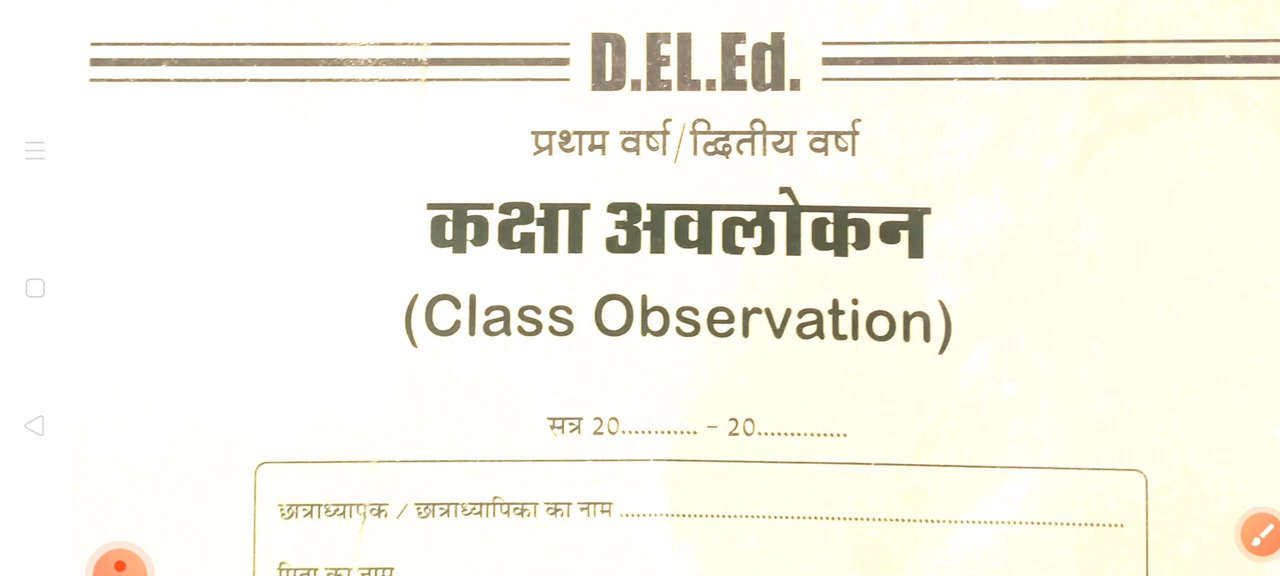 D.EL.Ed.
प्रथम वर्ष/द्वितीय वर्ष
कक्षा अवलोकन
(Class Observation)
सत्र 20............ – 20..............
छात्राध्यापक / छात्राध्यापिका का नाम ....................................................................................
पिता का नाम